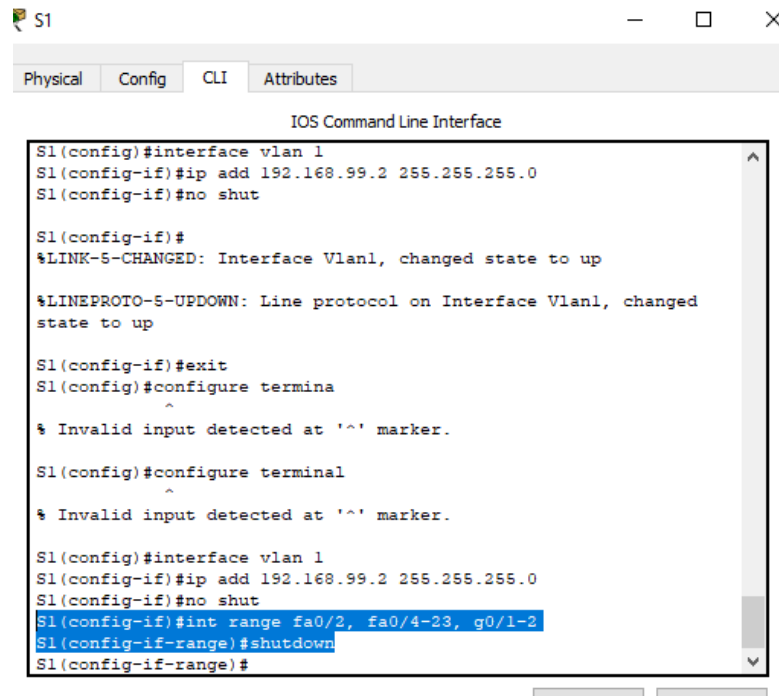 S1
Physical Config CLI Attributes
IOS Command Line Interface
S1(config)#interface vlan 1
S1(config-if)#ip add 192.168.99.2 255.255.255.0
S1(config-if)#no shut
S1(config-if)#
%LINK-5-CHANGED: Interface Vlan1, changed state to up
%LINEPROTO-5-UPDOWN: Line protocol on Interface Vlan1, changed
state to up
S1(config-if)#exit
S1(config)#configure termina
^
% Invalid input detected at '^' marker.
S1(config)#configure terminal
^
% Invalid input detected at '^' marker.
S1(config)#interface vlan 1
S1(config-if)#ip add 192.168.99.2 255.255.255.0
S1(config-if)#no shut
S1(config-if)#int range fa0/2, fa0/4-23, g0/1-2
S1(config-if-range)#shutdown
S1(config-if-range)#